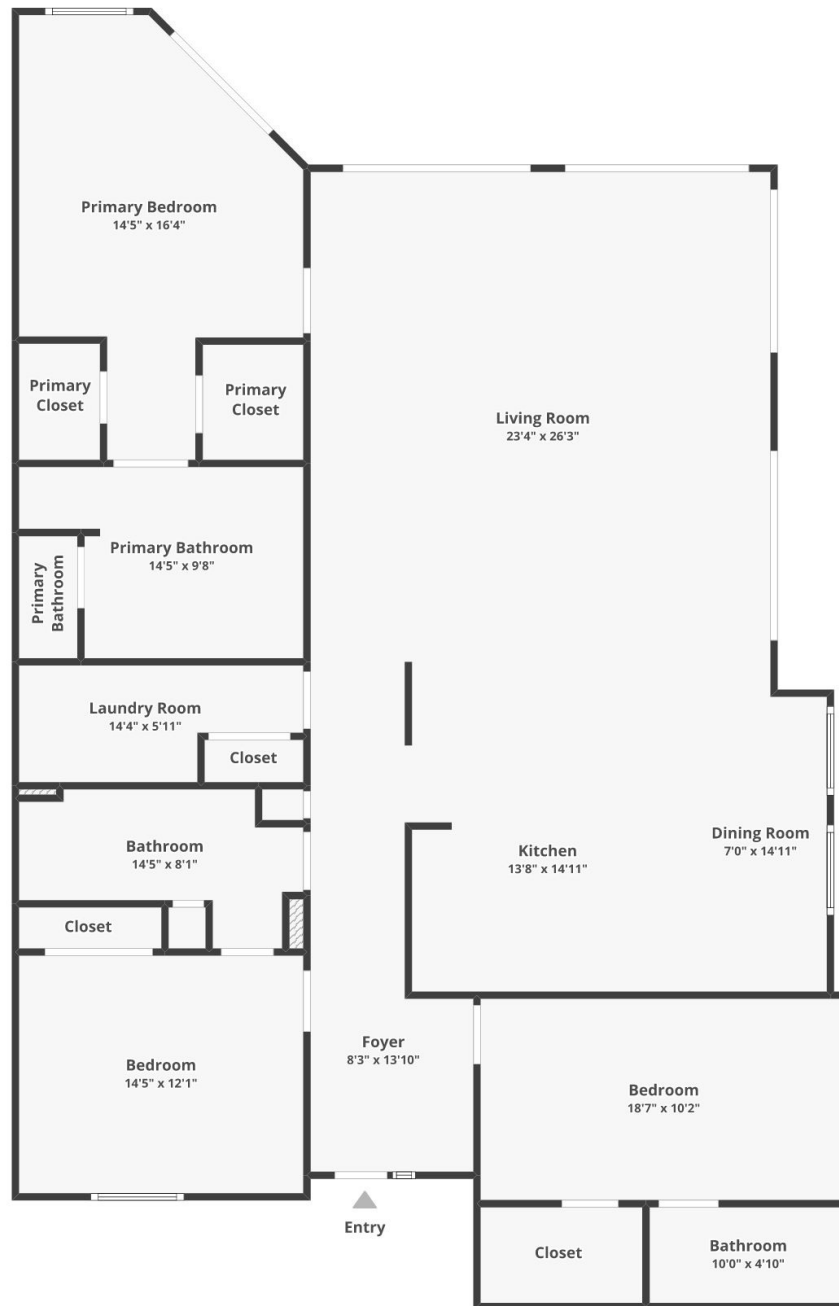 Primary Bedroom
14'5" x 16'4"
Primary
Closet
Primary
Closet
Living Room
23'4" x 26'3"
Primary Bathroom
14'5" x 9'8"
Primary
Bathroom
Laundry Room
14'4" x 5'11"
Closet
Bathroom
14'5" x 8'1"
Kitchen
13'8" x 14'11"
Dining Room
7'0" x 14'11"
Closet
Bedroom
14'5" x 12'1"
Foyer
8'3" x 13'10"
Bedroom
18'7" x 10'2"
Entry
Closet
Bathroom
10'0" x 4'10"